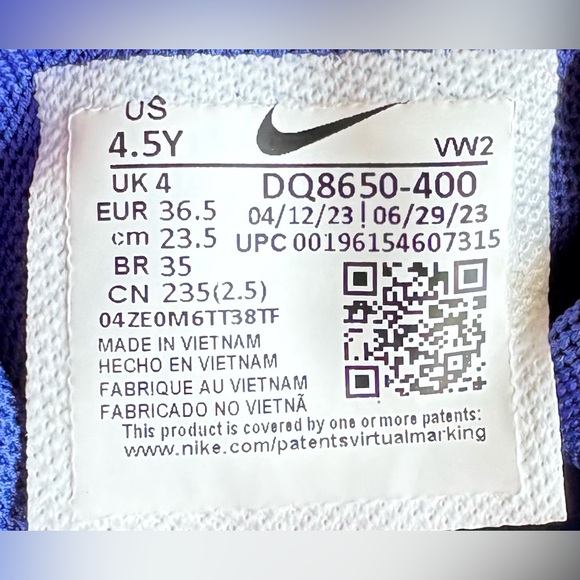 US
4.5Y
VW2
UK 4
DQ8650-400
EUR 36.5
04/12/23 | 06/29/23
cm 23.5
UPC 00196154607315
BR 35
CN 235(2.5)
04ZE0M6TT38TF
MADE IN VIETNAM
HECHO EN VIETNAM
FABRIQUE AU VIETNAM
FABRICADO NO VIETNÃ
This product is covered by one or more patents:
www.nike.com/patentsvirtualmarking